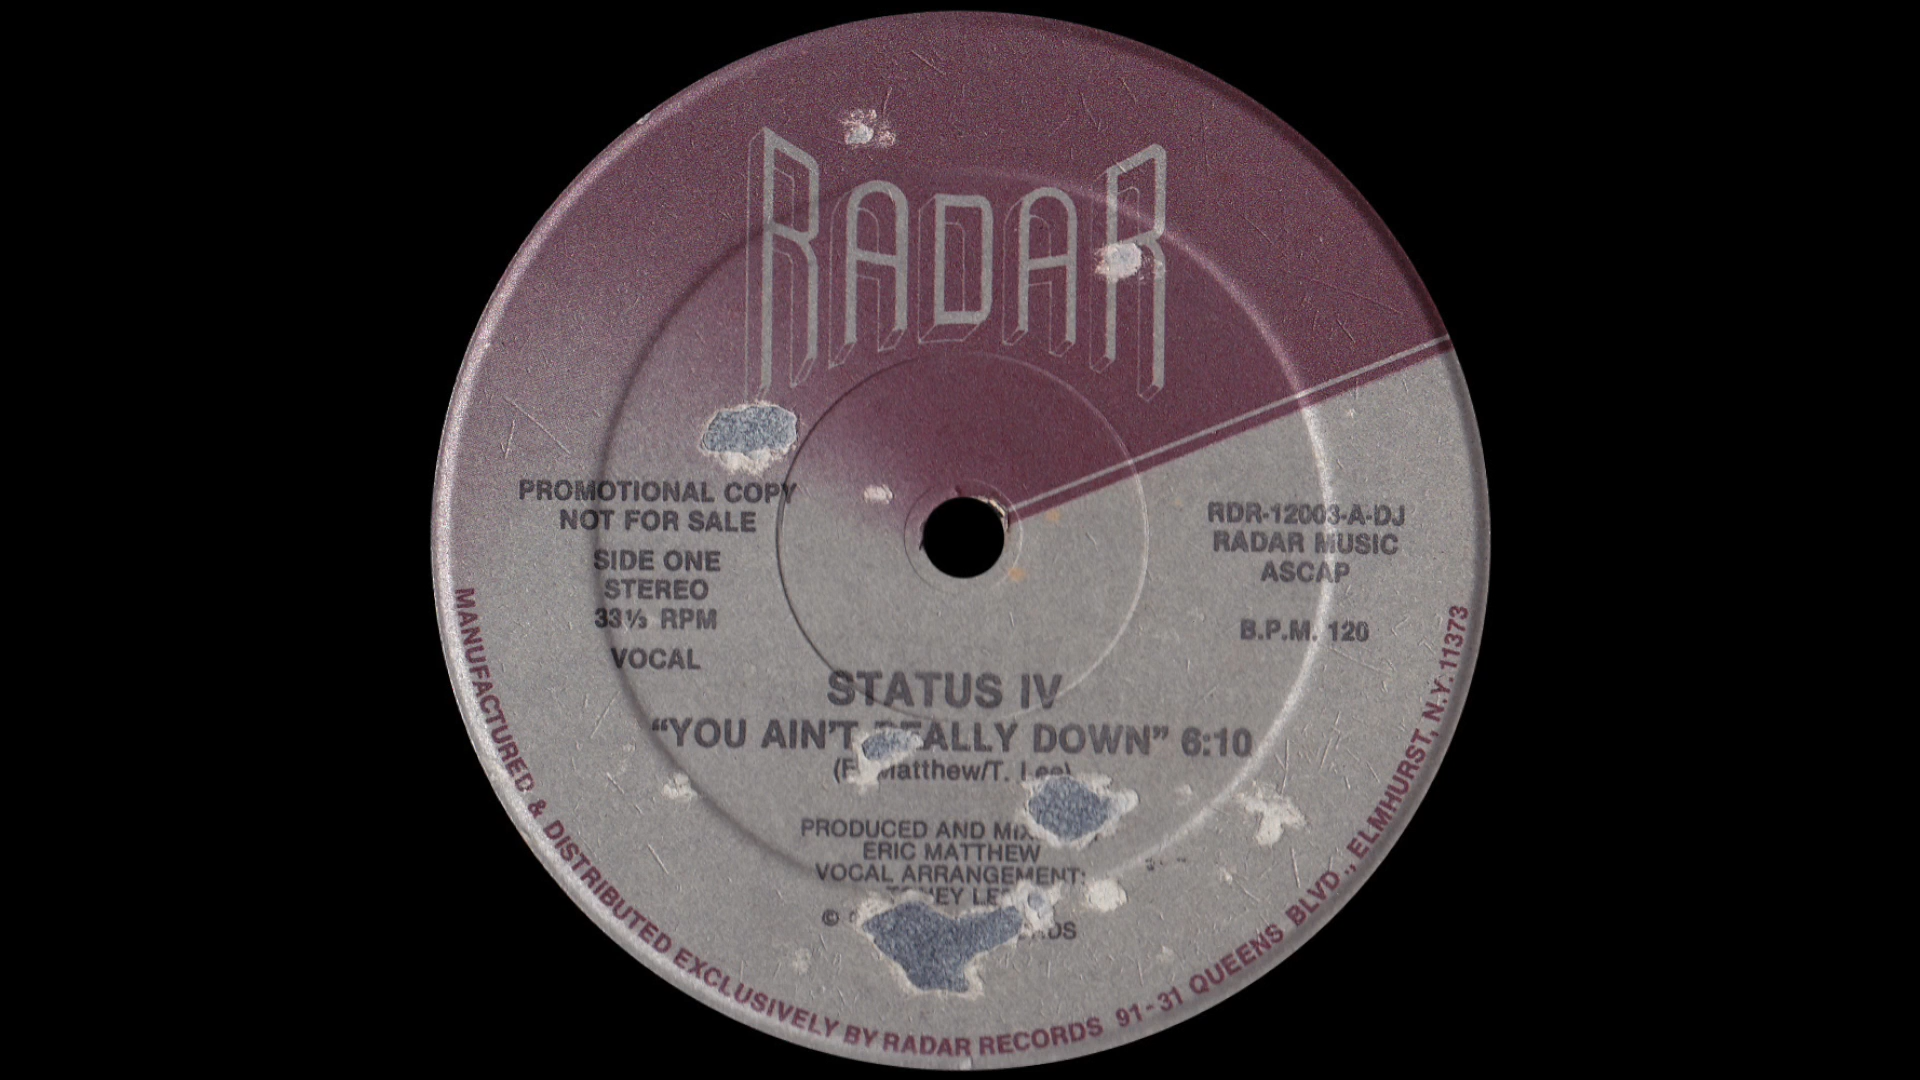 RADAR
PROMOTIONAL COPY
NOT FOR SALE
SIDE ONE
STEREO
33⅓ RPM
VOCAL
RDR-12003-A-DJ
RADAR MUSIC
ASCAP
B.P.M. 120
STATUS IV
“YOU AIN’T REALLY DOWN” 6:10
Matthew/T. Lee)
PRODUCED AND
ERIC MATTHEW
VOCAL ARRANGEMENT:
©
MANUFACTURED & DISTRIBUTED EXCLUSIVELY BY RADAR RECORDS 91-31 QUEENS BLVD., ELMHURST, N.Y. 11373